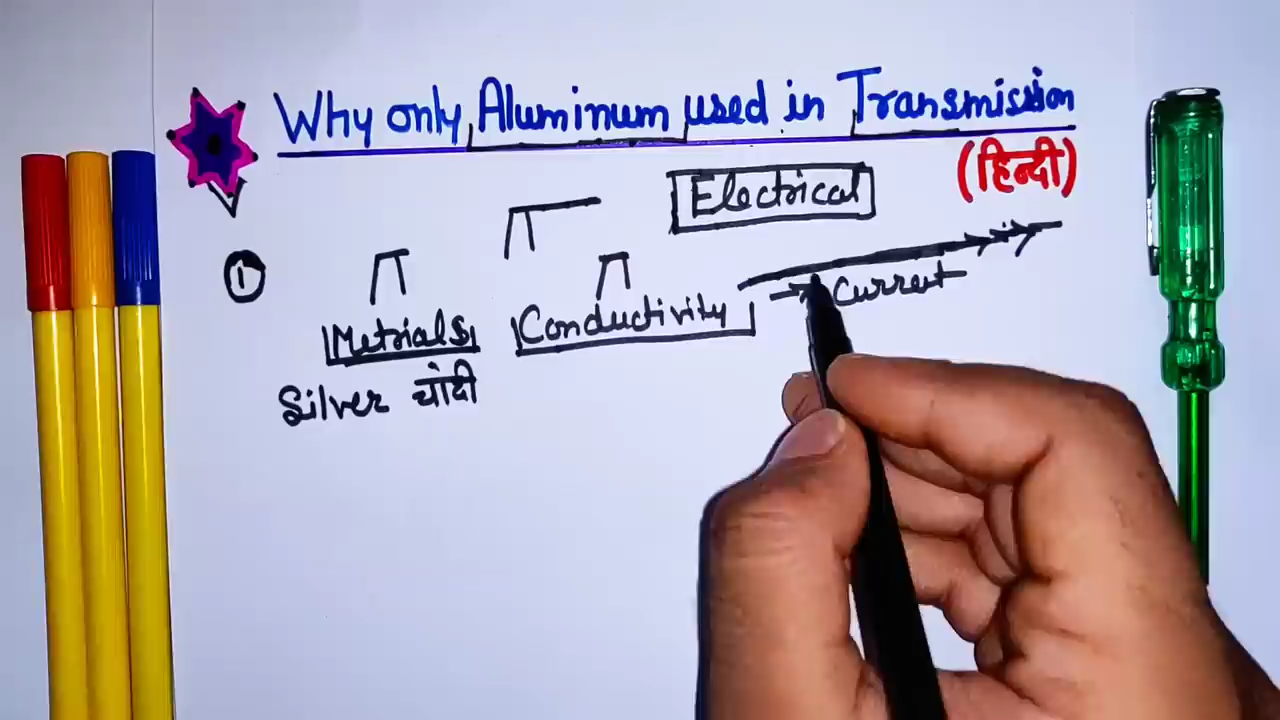 Why only Aluminum used in Transmission
(हिन्दी)
Electrical
1
Metrials
Conductivity
Current
Silver चांदी